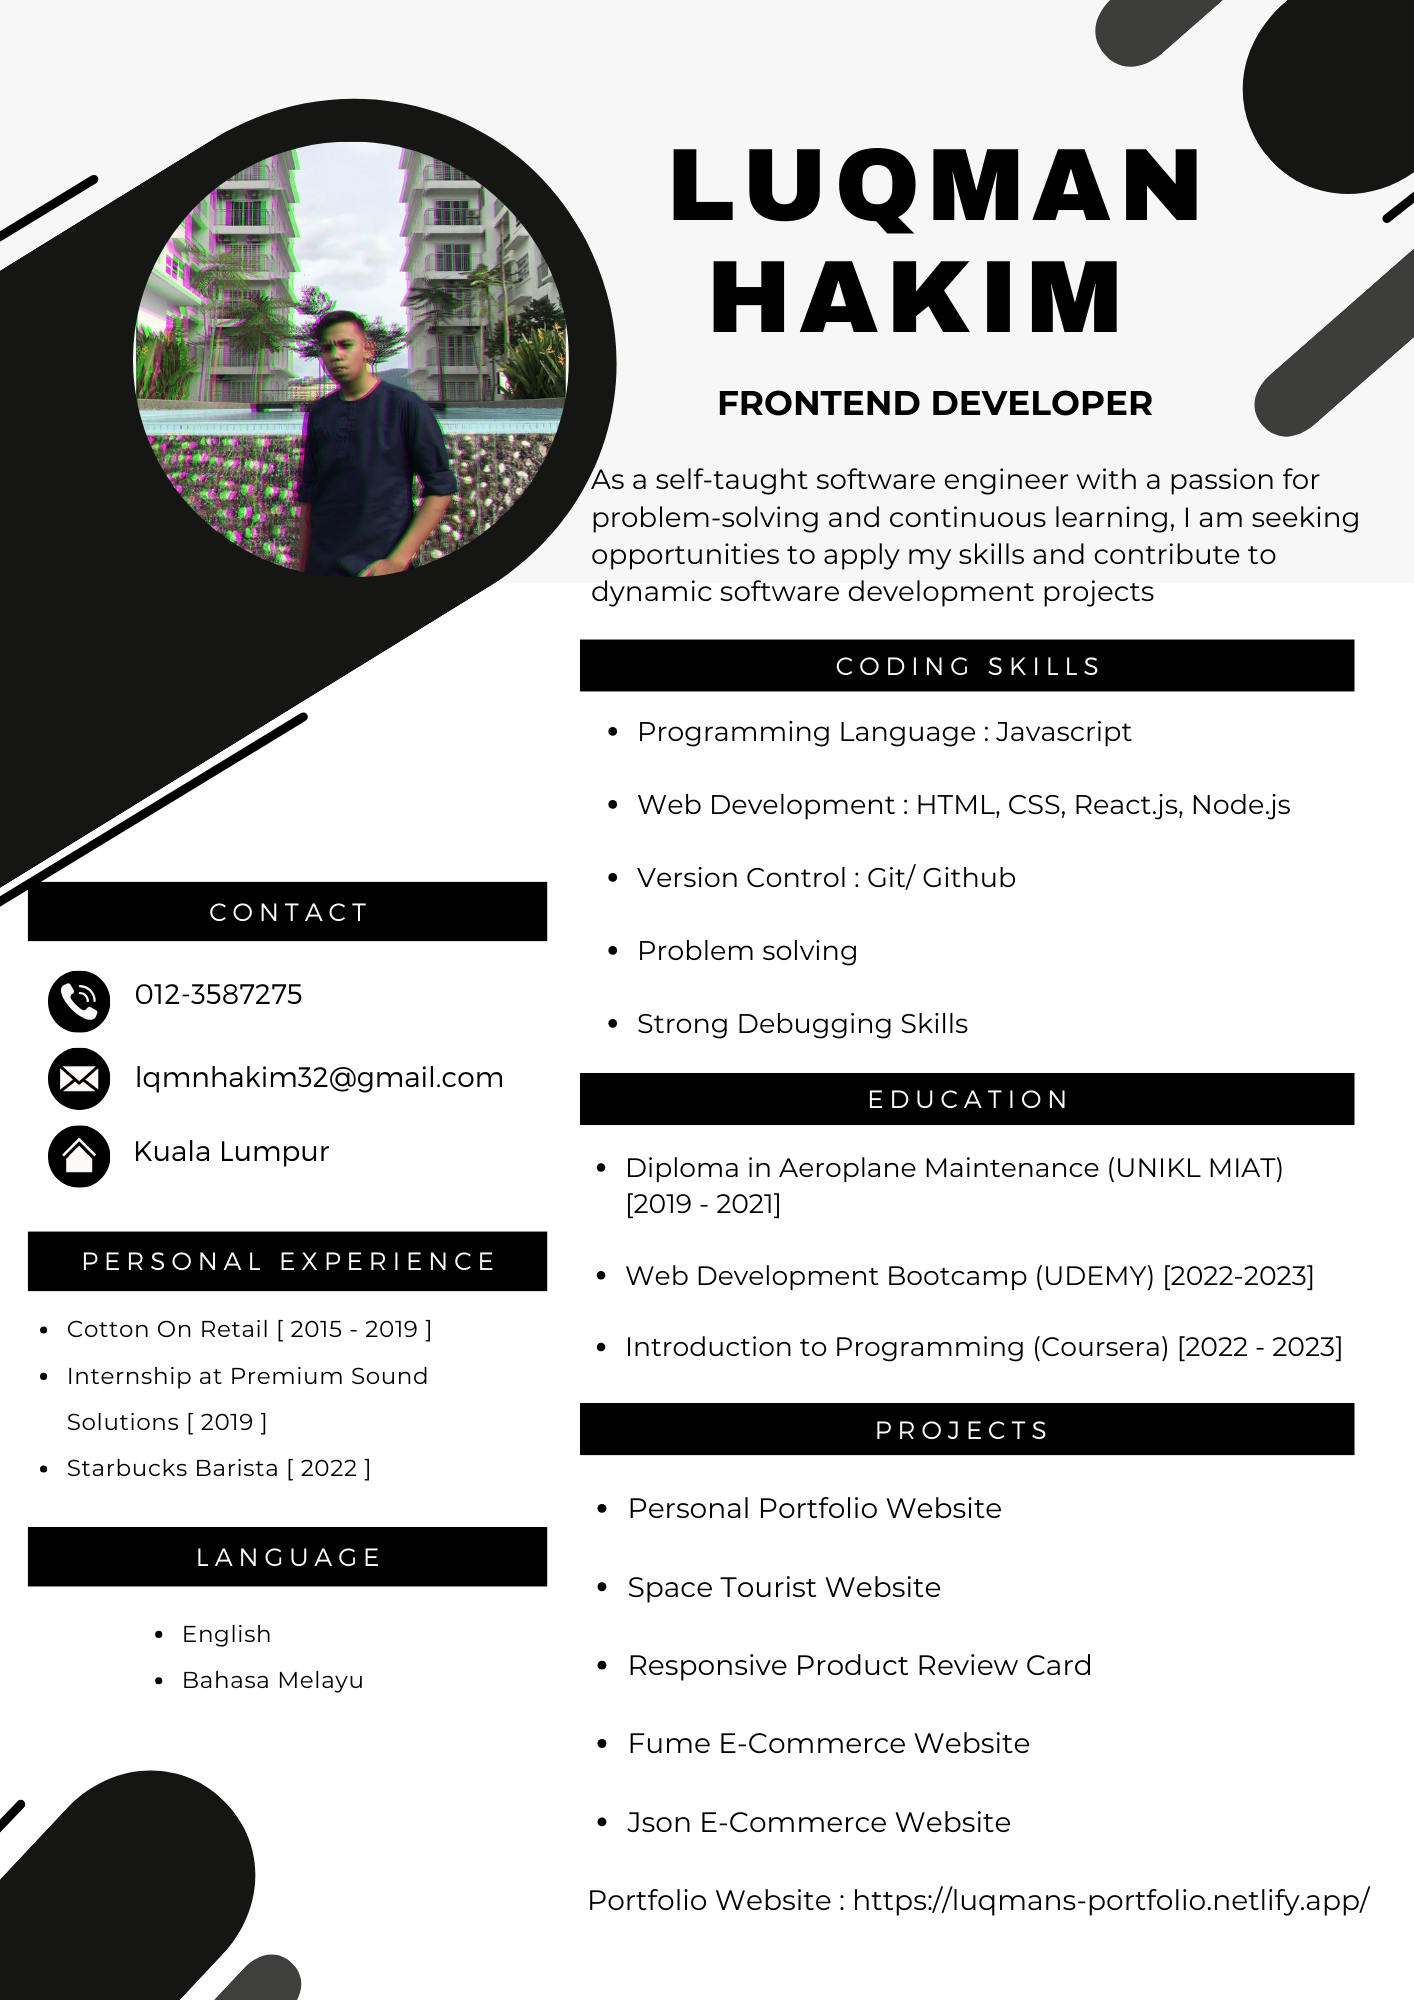 LUQMAN
HAKIM
FRONTEND DEVELOPER
As a self-taught software engineer with a passion for
problem-solving and continuous learning, I am seeking
opportunities to apply my skills and contribute to
dynamic software development projects
CODING SKILLS
Programming Language : Javascript
Web Development : HTML, CSS, React.js, Node.js
Version Control : Git/ Github
Problem solving
Strong Debugging Skills
CONTACT
012-3587275
lqmnhakim32@gmail.com
Kuala Lumpur
PERSONAL EXPERIENCE
Cotton On Retail [ 2015 - 2019 ]
Internship at Premium Sound
Solutions [ 2019 ]
Starbucks Barista [ 2022 ]
LANGUAGE
English
Bahasa Melayu
EDUCATION
Diploma in Aeroplane Maintenance (UNIKL MIAT)
[2019 - 2021]
Web Development Bootcamp (UDEMY) [2022-2023]
Introduction to Programming (Coursera) [2022 - 2023]
PROJECTS
Personal Portfolio Website
Space Tourist Website
Responsive Product Review Card
Fume E-Commerce Website
Json E-Commerce Website
Portfolio Website : https://luqmans-portfolio.netlify.app/